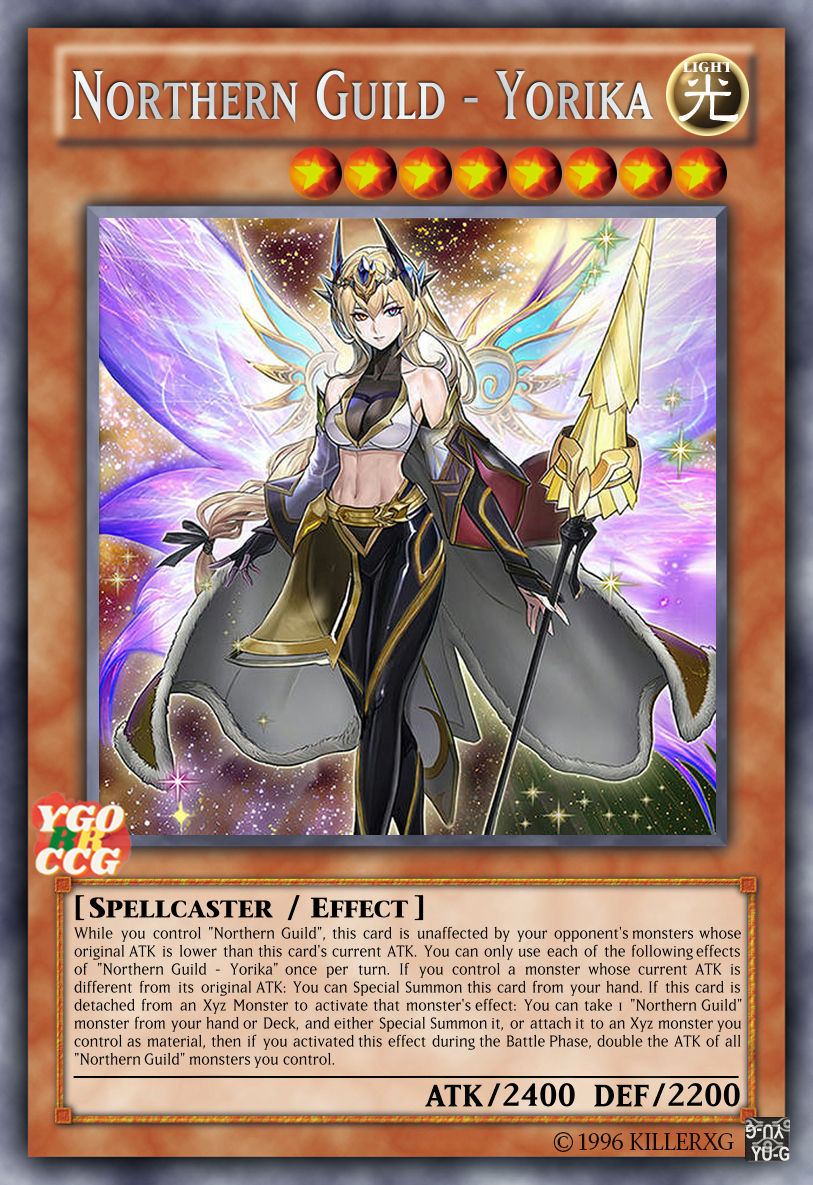 Northern Guild - Yorika
LIGHT
光
YGO
RR
CCG
[ Spellcaster / Effect ]
While you control "Northern Guild", this card is unaffected by your opponent's monsters whose
original ATK is lower than this card's current ATK. You can only use each of the following effects
of "Northern Guild - Yorika" once per turn. If you control a monster whose current ATK is
different from its original ATK: You can Special Summon this card from your hand. If this card is
detached from an Xyz Monster to activate that monster's effect: You can take 1 "Northern Guild"
monster from your hand or Deck, and either Special Summon it, or attach it to an Xyz monster you
control as material, then if you activated this effect during the Battle Phase, double the ATK of all
"Northern Guild" monsters you control.
ATK/2400 DEF/2200
© 1996 KILLERXG
YU-G